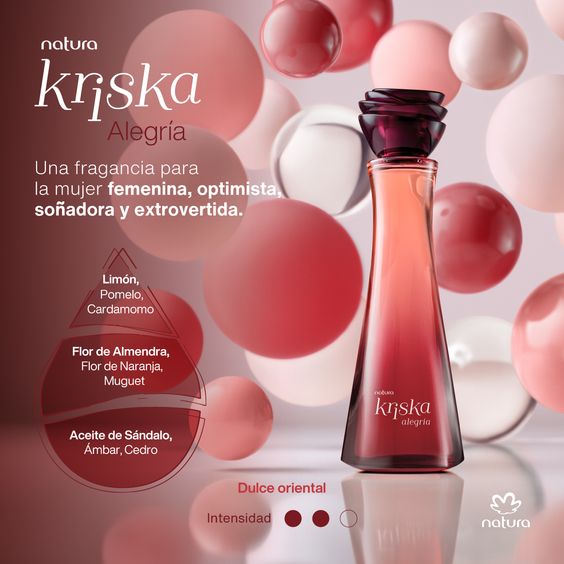 natura
kriska
Alegría
Una fragancia para
la mujer femenina, optimista,
soñadora y extrovertida.
Limón,
Pomelo,
Cardamomo
Flor de Almendra,
Flor de Naranja,
Muguet
Aceite de Sándalo,
Ámbar, Cedro
natura
kriska
alegría
Dulce oriental
Intensidad
natura